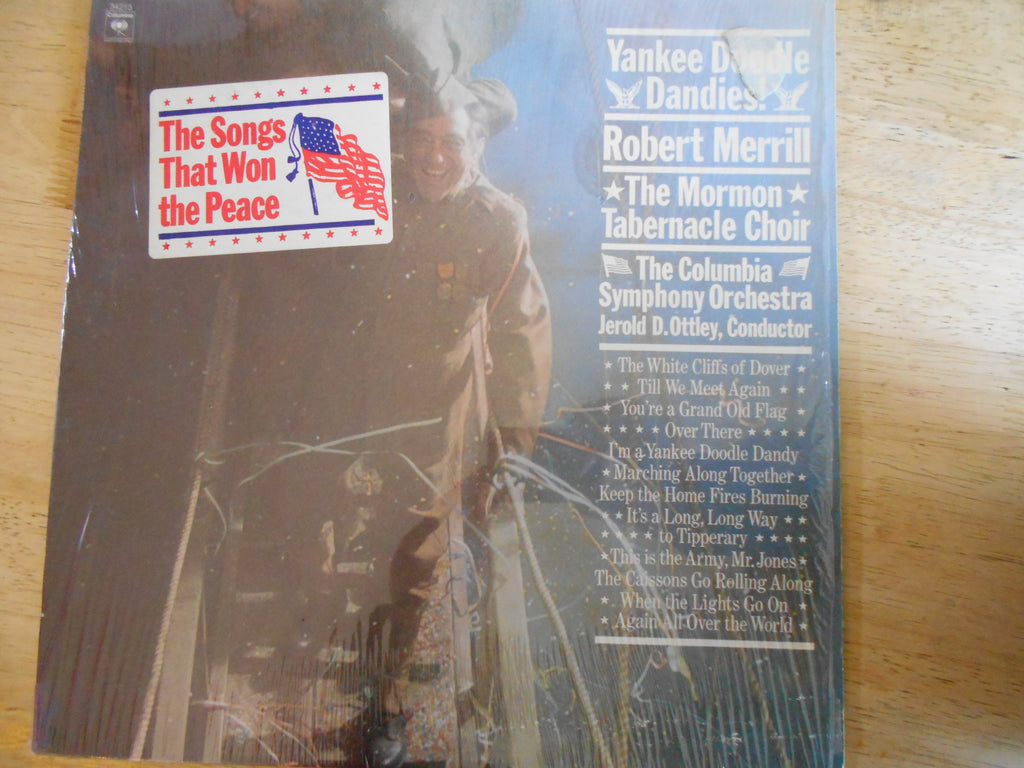 34215
Columbia
The Songs
That Won
the Peace
Yankee Doodle
Dandies!
Robert Merrill
The Mormon
Tabernacle Choir
The Columbia
Symphony Orchestra
Jerold D. Ottley, Conductor
The White Cliffs of Dover
Till We Meet Again
You're a Grand Old Flag
Over There
I'm a Yankee Doodle Dandy
Marching Along Together
Keep the Home Fires Burning
It's a Long, Long Way
to Tipperary
This is the Army, Mr. Jones
The Caissons Go Rolling Along
When the Lights Go On
Again All Over the World